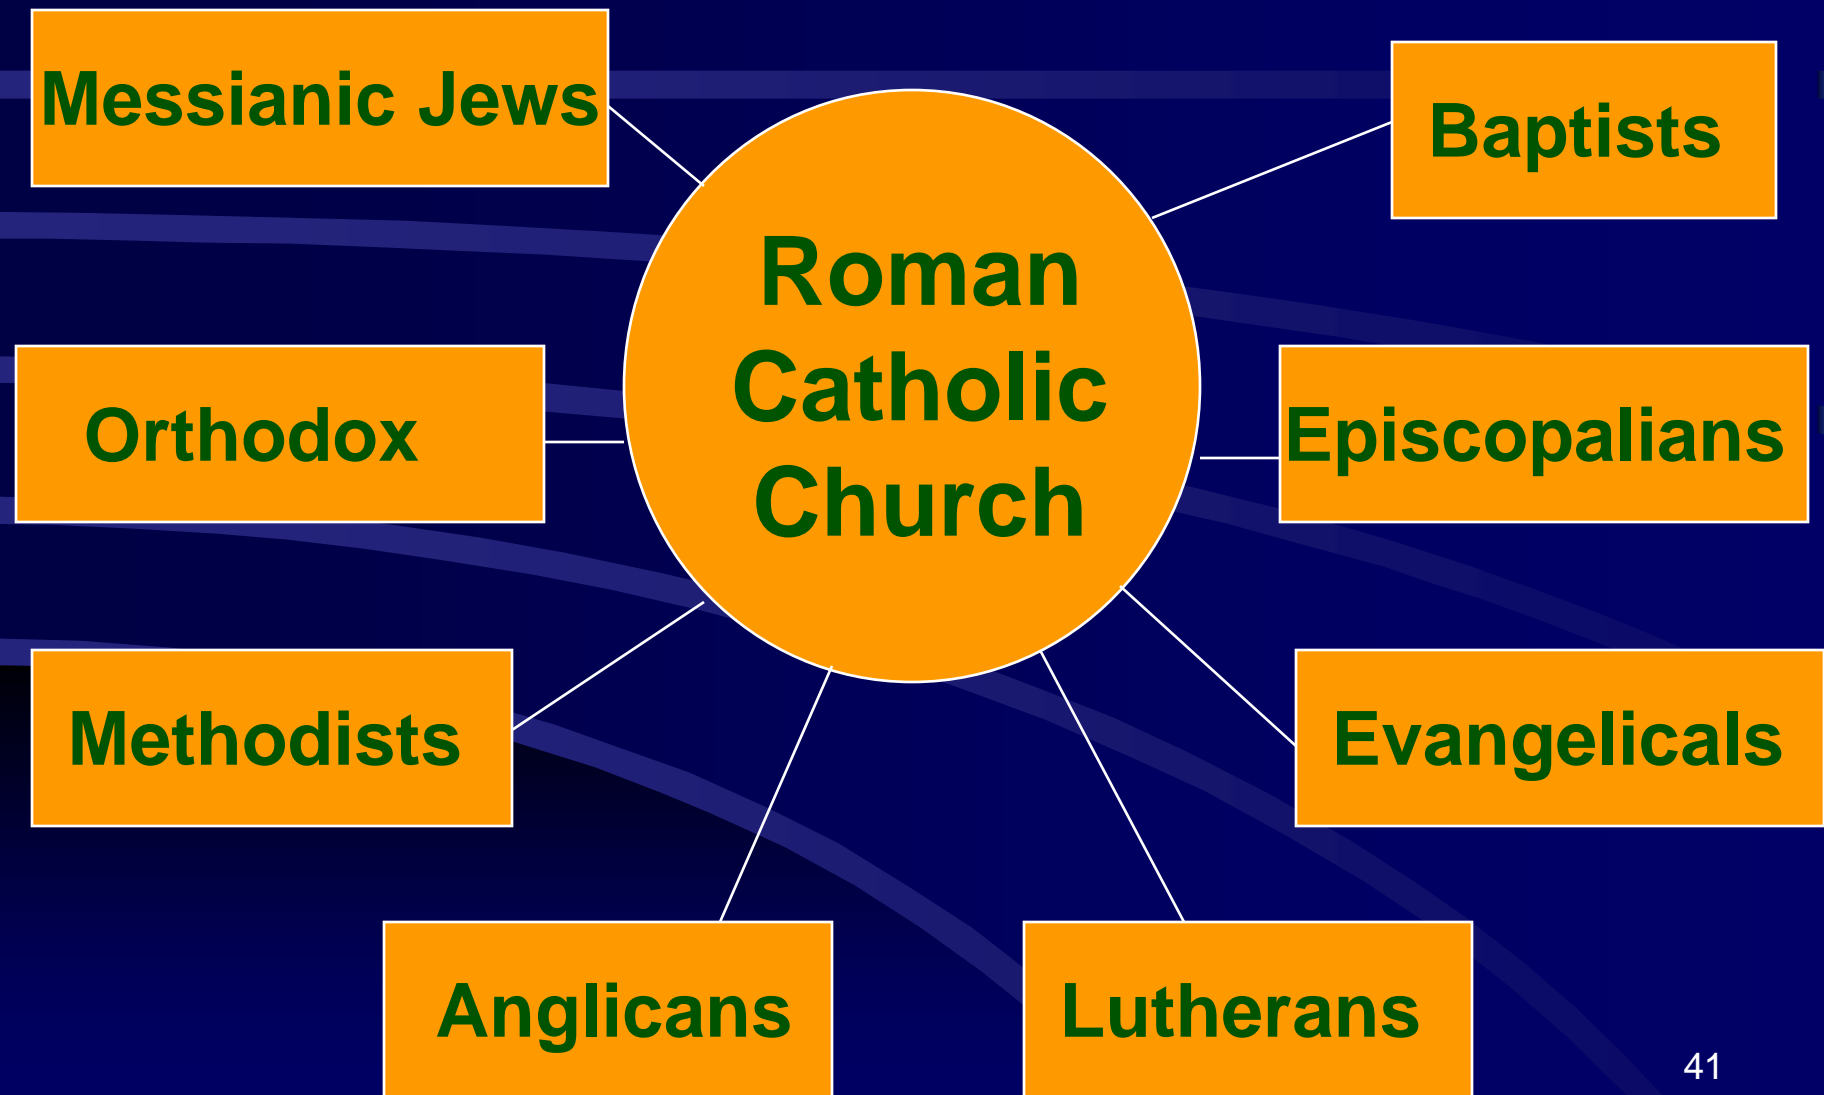 Messianic Jews
Baptists
Roman
Catholic
Church
Orthodox
Episcopalians
Methodists
Evangelicals
Anglicans
Lutherans
41